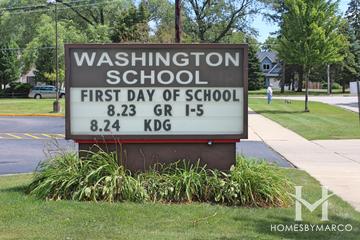 WASHINGTON
SCHOOL
FIRST DAY OF SCHOOL
8.23 GR 1-5
8.24 KDG
H
HOMESBYMARCO